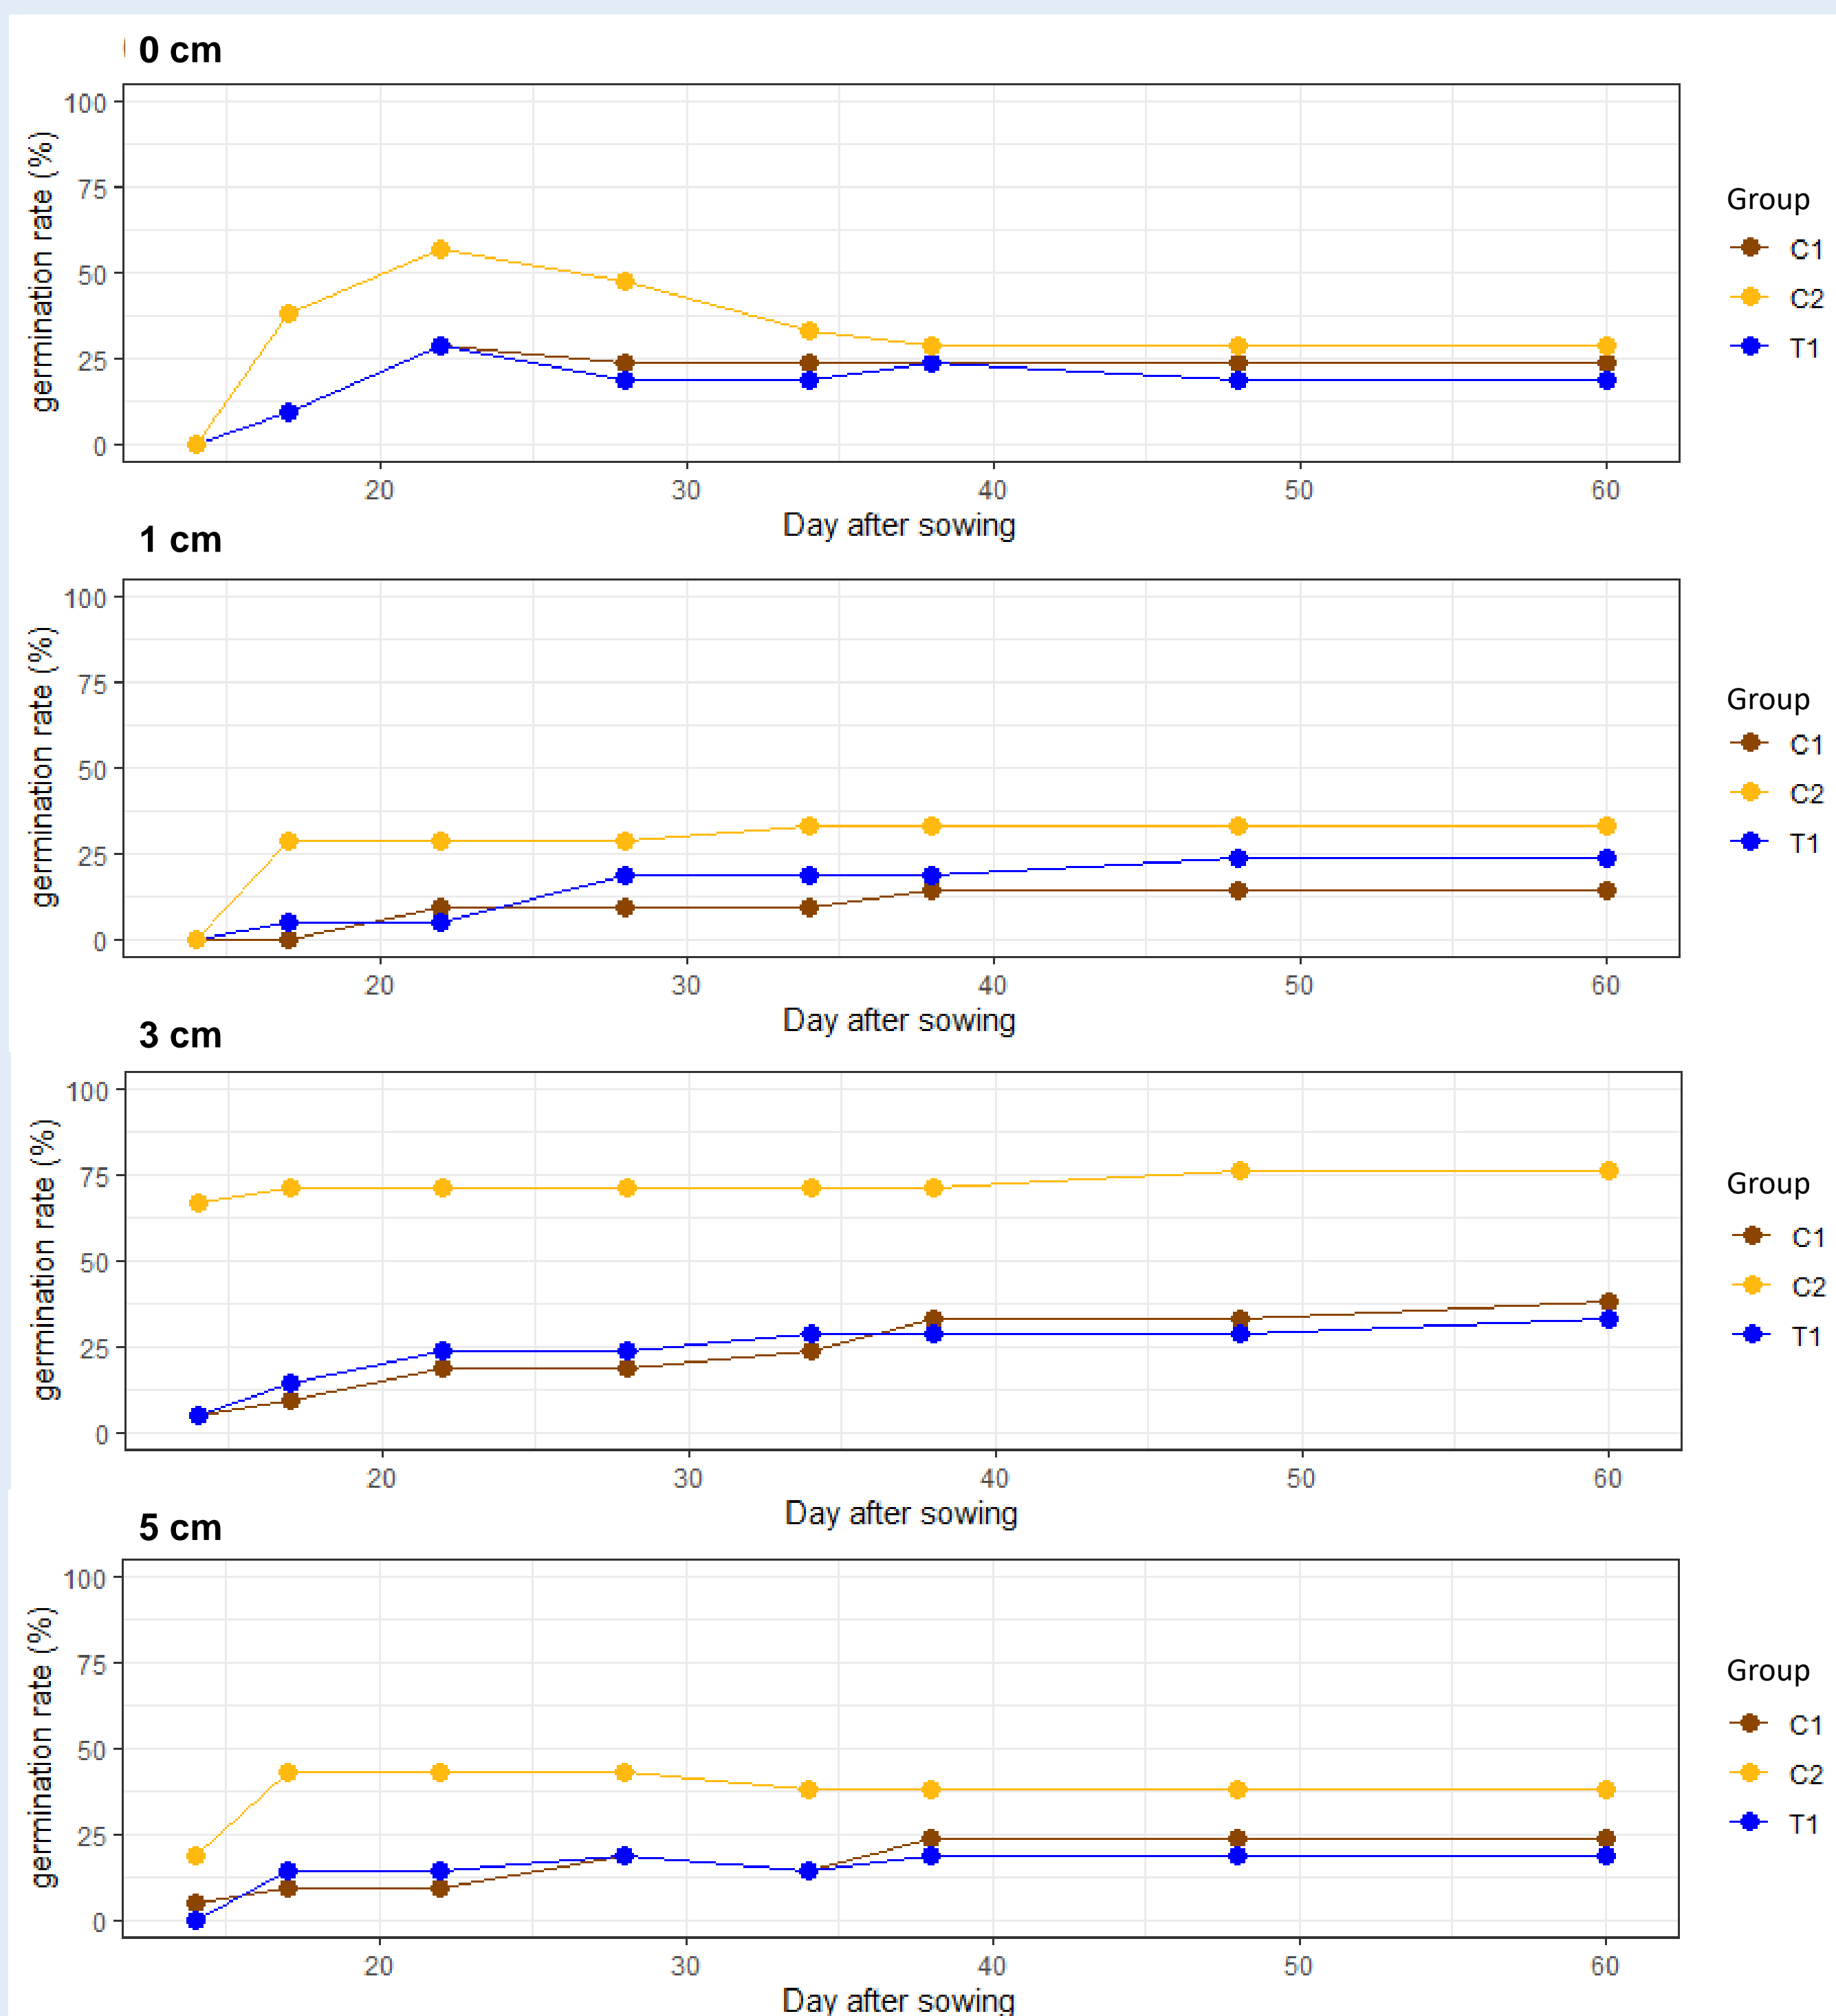 0 cm
germination rate (%)
100
75
50
25
0
20 30 40 50 60
Day after sowing
Group
C1
C2
T1
1 cm
germination rate (%)
100
75
50
25
0
20 30 40 50 60
Day after sowing
Group
C1
C2
T1
3 cm
germination rate (%)
100
75
50
25
0
20 30 40 50 60
Day after sowing
Group
C1
C2
T1
5 cm
germination rate (%)
100
75
50
25
0
20 30 40 50 60
Day after sowing
Group
C1
C2
T1